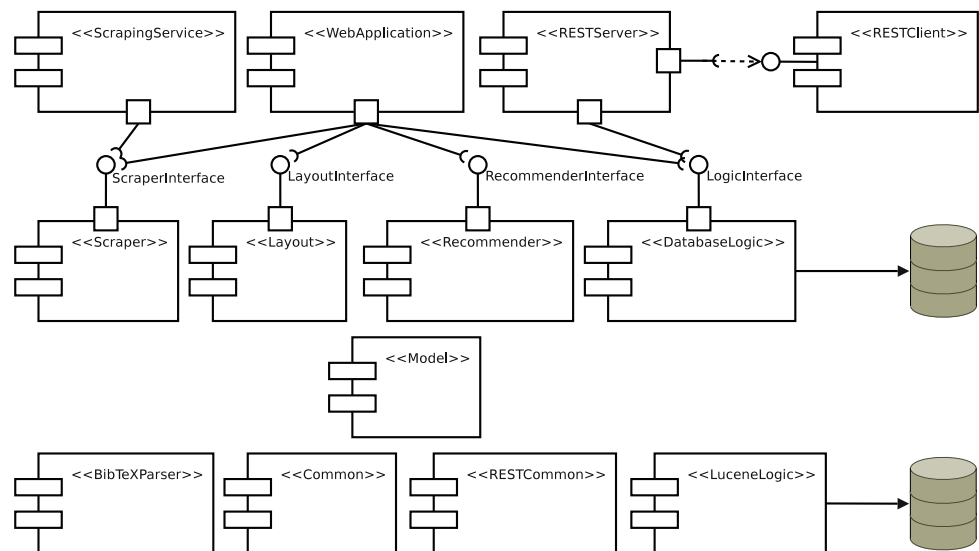 <<ScrapingService>>
<<WebApplication>>
<<RESTServer>>
<<RESTClient>>
ScraperInterface
LayoutInterface
RecommenderInterface
LogicInterface
<<Scraper>>
<<Layout>>
<<Recommender>>
<<DatabaseLogic>>
<<Model>>
<<BibTeXParser>>
<<Common>>
<<RESTCommon>>
<<LuceneLogic>>